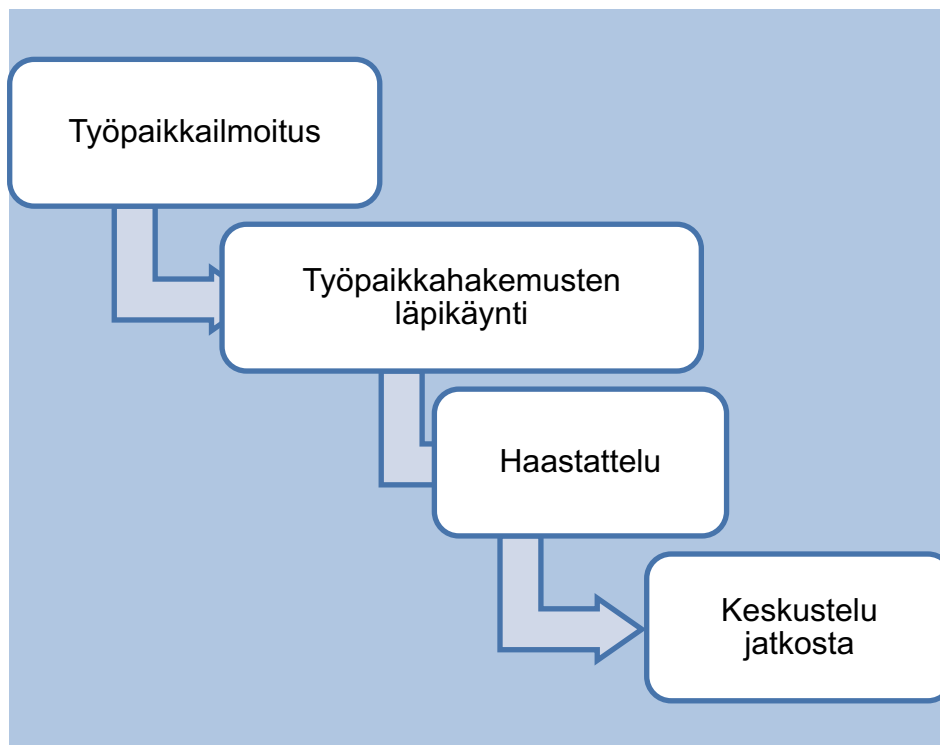 Työpaikkailmoitus
Työpaikkahakemusten
läpikäynti
Haastattelu
Keskustelu
jatkosta